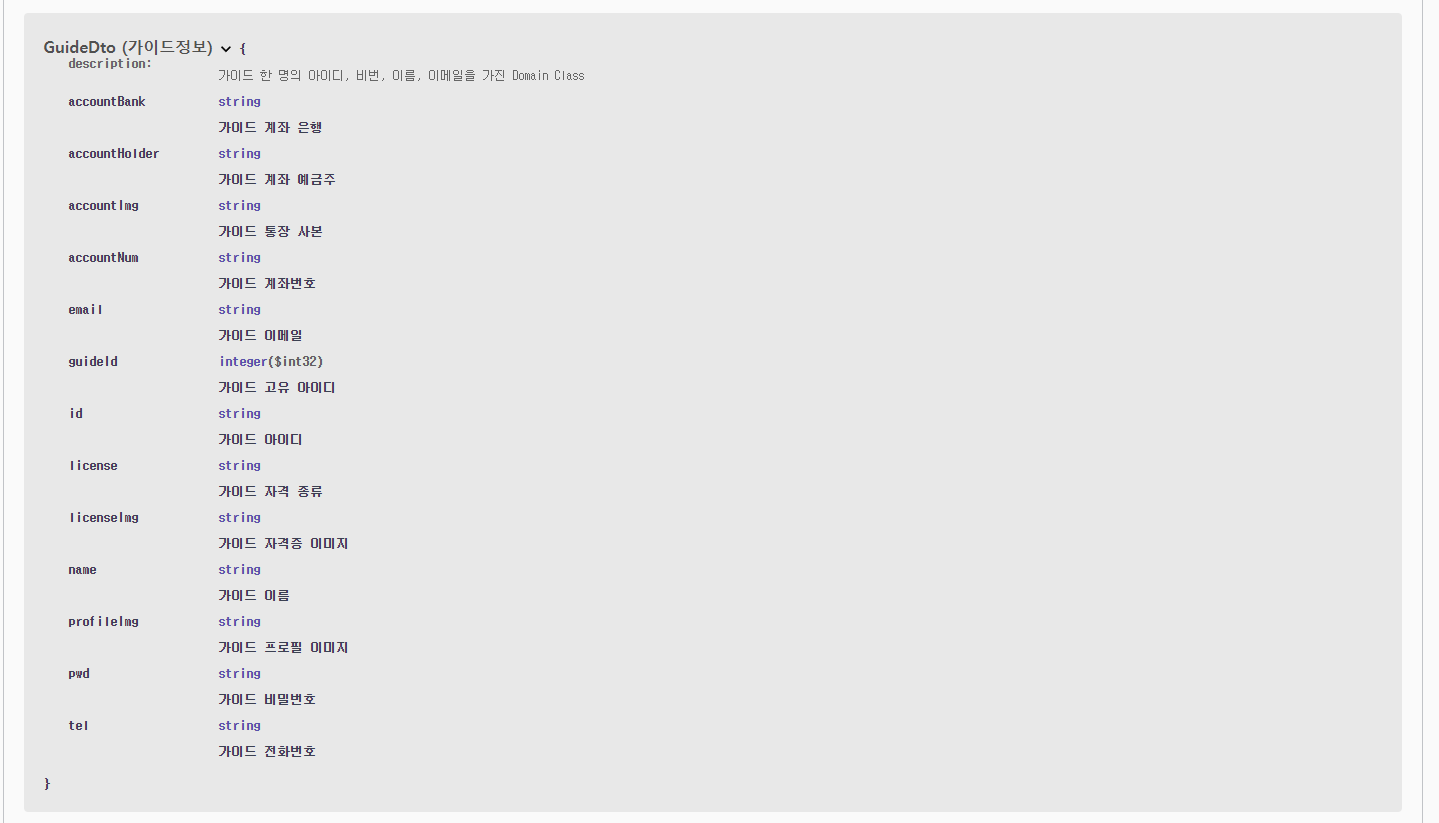 GuideDto (가이드정보) {
description:
가이드 한 명의 아이디, 비번, 이름, 이메일을 가진 Domain Class
accountBank string
가이드 계좌 은행
accountHolder string
가이드 계좌 예금주
accountImg string
가이드 통장 사본
accountNum string
가이드 계좌번호
email string
가이드 이메일
guideId integer($int32)
가이드 고유 아이디
id string
가이드 아이디
license string
가이드 자격 종류
licenseImg string
가이드 자격증 이미지
name string
가이드 이름
profileImg string
가이드 프로필 이미지
pwd string
가이드 비밀번호
tel string
가이드 전화번호
}